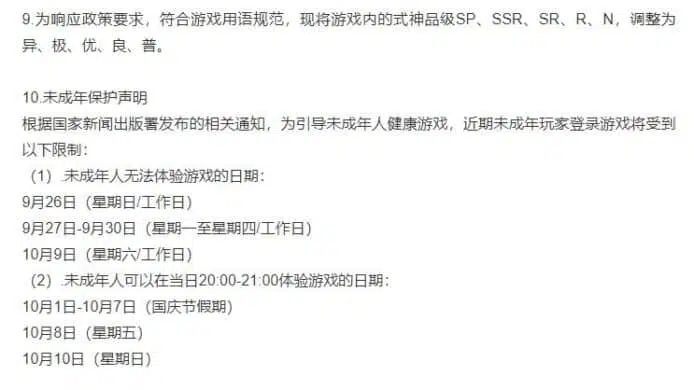 9.为响应政策要求，符合游戏用语规范，现将游戏内的式神品级SP、SSR、SR、R、N，调整为
异、极、优、良、普。
10.未成年保护声明
根据国家新闻出版署发布的相关通知，为引导未成年人健康游戏，近期未成年玩家登录游戏将受到
以下限制：
（1）.未成年人无法体验游戏的日期：
9月26日（星期日/工作日）
9月27日-9月30日（星期一至星期四/工作日）
10月9日（星期六/工作日）
（2）.未成年人可以在当日20:00-21:00体验游戏的日期：
10月1日-10月7日（国庆节假期）
10月8日（星期五）
10月10日（星期日）